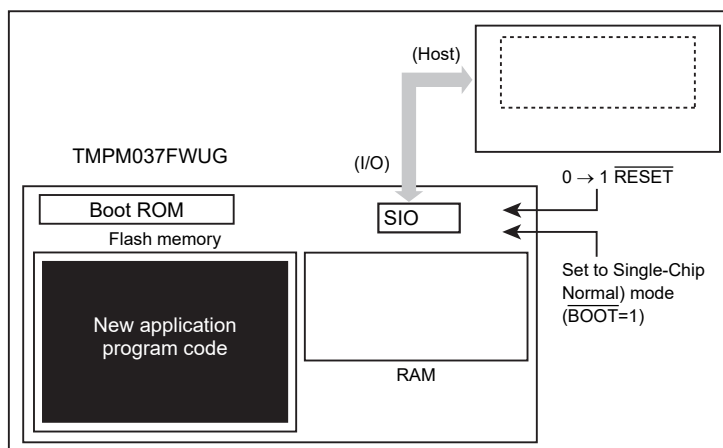 (Host)
TMPM037FWUG
(I/O)
0 → 1 RESET
Boot ROM
SIO
Flash memory
Set to Single-Chip
Normal) mode
(BOOT=1)
New application
program code
RAM